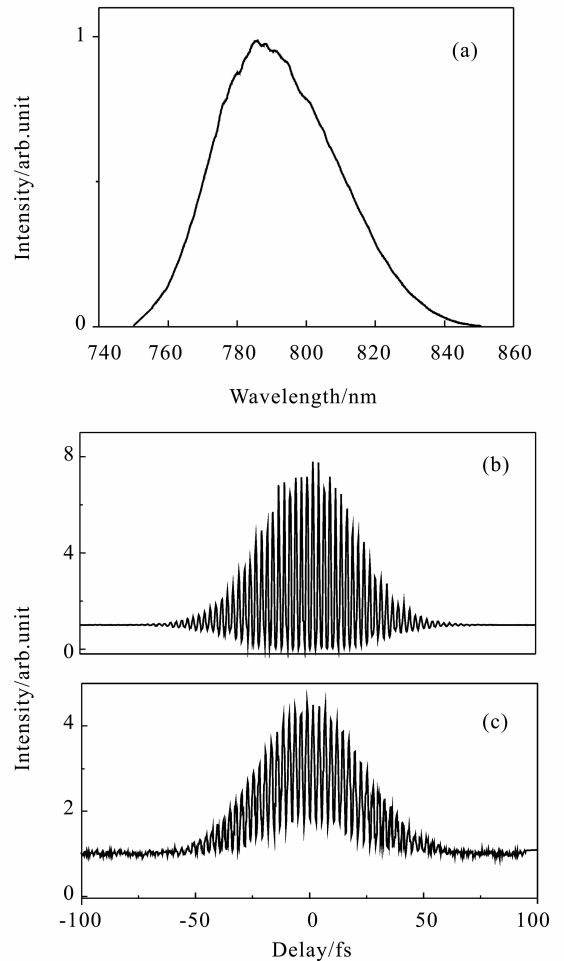 (a)
1
Intensity/arb.unit
0
740 760 780 800 820 840 860
Wavelength/nm
(b)
8
4
0
Intensity/arb.unit
(c)
4
2
0
-100 -50 0 50 100
Delay/fs